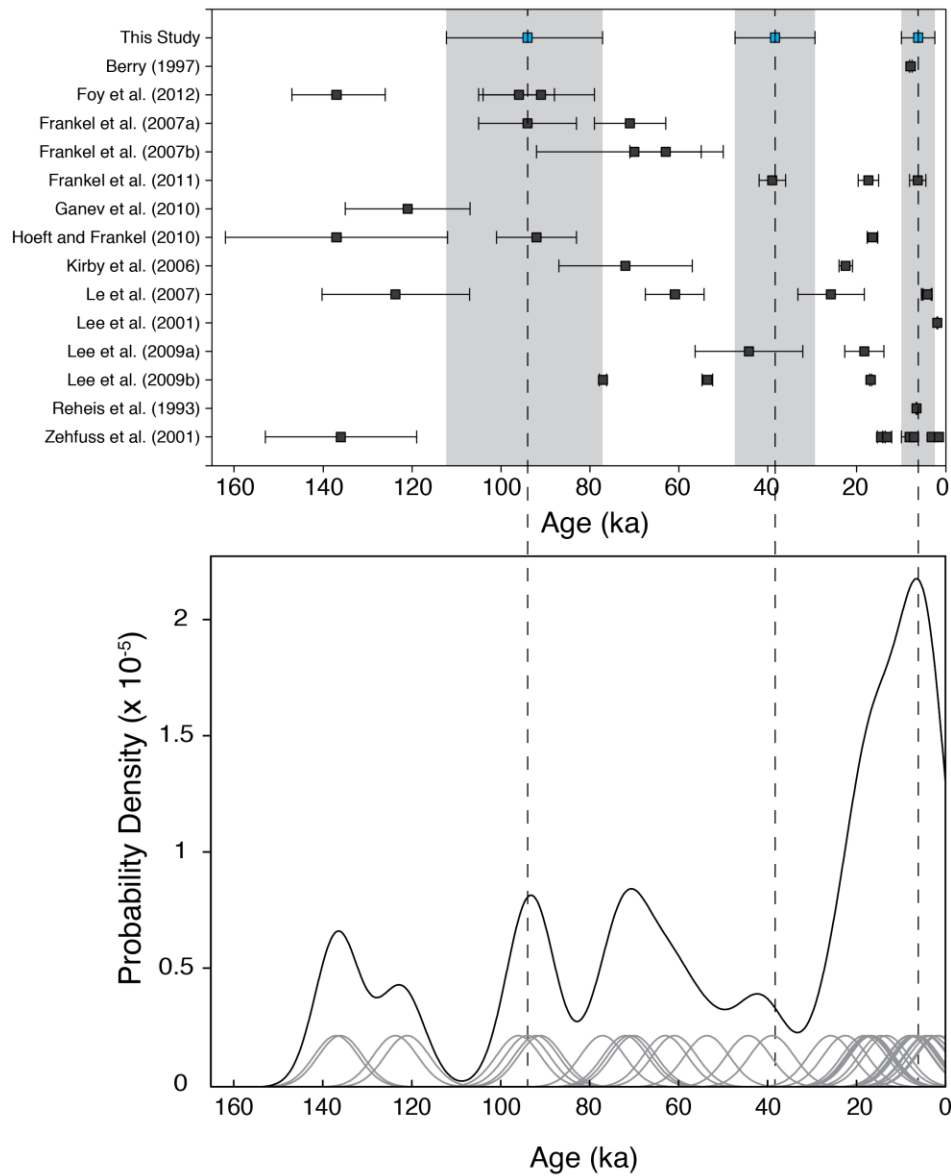 This Study
Berry (1997)
Foy et al. (2012)
Frankel et al. (2007a)
Frankel et al. (2007b)
Frankel et al. (2011)
Ganev et al. (2010)
Hoeft and Frankel (2010)
Kirby et al. (2006)
Le et al. (2007)
Lee et al. (2001)
Lee et al. (2009a)
Lee et al. (2009b)
Reheis et al. (1993)
Zehfuss et al. (2001)
160 140 120 100 80 60 40 20 0
Age (ka)
Probability Density (x 10⁻⁵)
2
1.5
1
0.5
0
160 140 120 100 80 60 40 20 0
Age (ka)